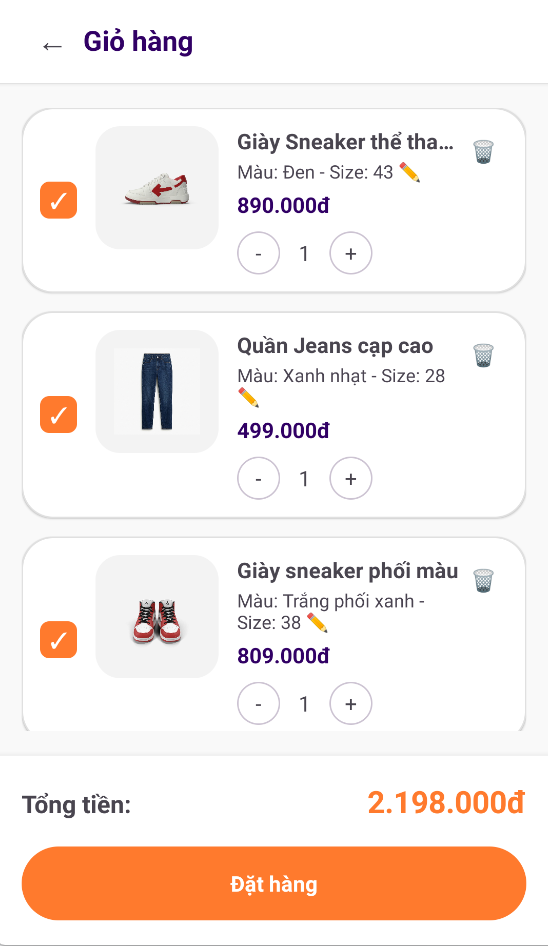 ← Giỏ hàng
Giày Sneaker thể tha...
Màu: Đen - Size: 43 ✏️
890.000đ
- 1 +
Quần Jeans cạp cao
Màu: Xanh nhạt - Size: 28
✏️
499.000đ
- 1 +
Giày sneaker phối màu
Màu: Trắng phối xanh -
Size: 38 ✏️
809.000đ
- 1 +
Tổng tiền: 2.198.000đ
Đặt hàng